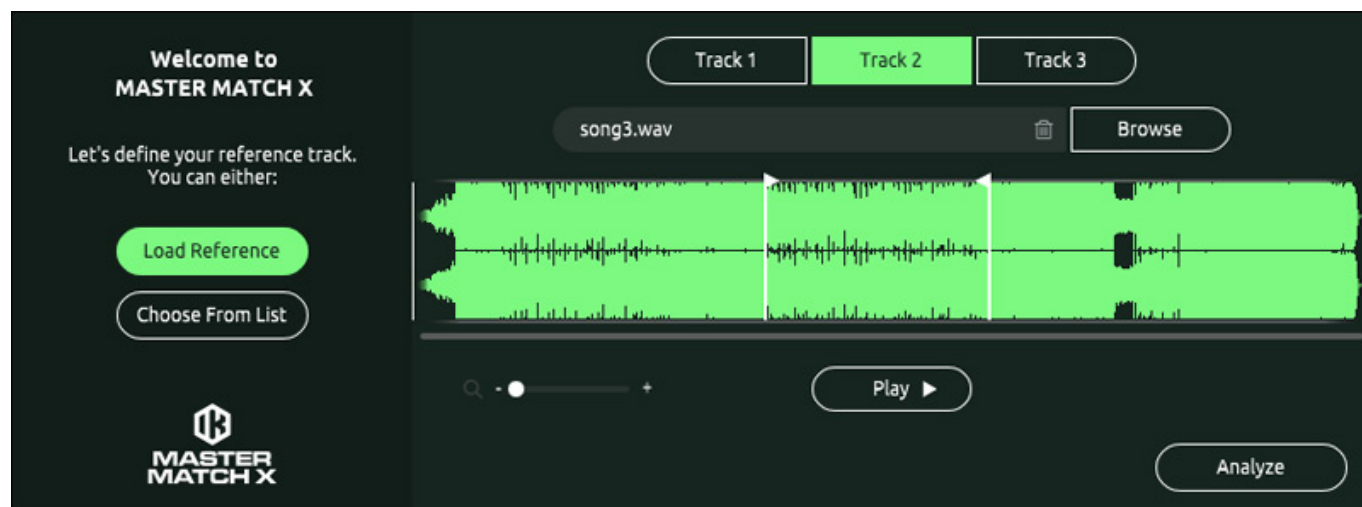 Welcome to
MASTER MATCH X
Let's define your reference track.
You can either:
Load Reference
Choose From List
IK
MASTER
MATCH X
Track 1
Track 2
Track 3
song3.wav
Browse
-
+
Play
Analyze